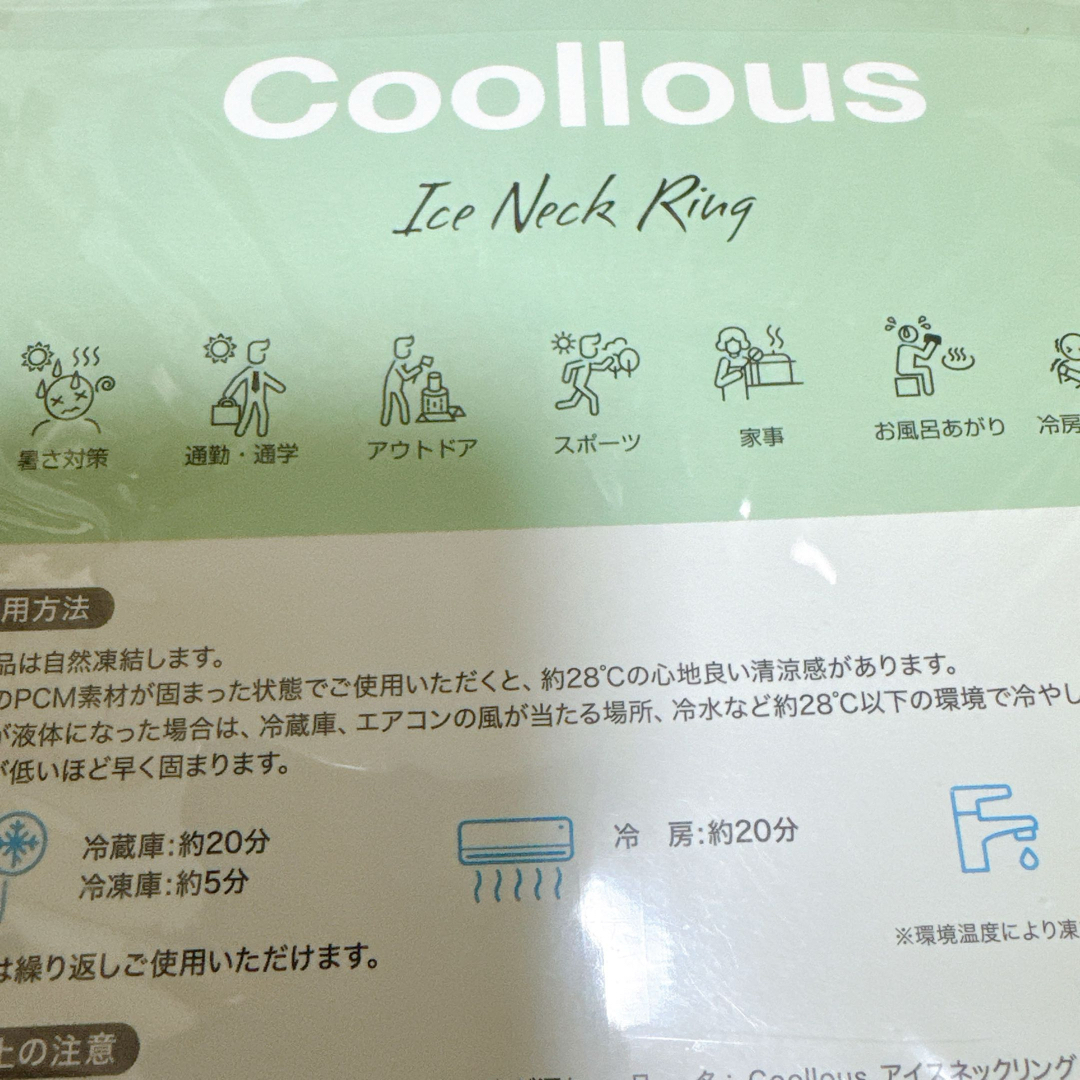 Coollous
Ice Neck Ring
暑さ対策 通勤・通学 アウトドア スポーツ 家事 お風呂あがり 冷房
用方法
品は自然凍結します。
のPCM素材が固まった状態でご使用いただくと、約28℃の心地良い清涼感があります。
が液体になった場合は、冷蔵庫、エアコンの風が当たる場所、冷水など約28℃以下の環境で冷やし
が低いほど早く固まります。
冷蔵庫:約20分
冷凍庫:約5分
冷 房:約20分
※環境温度により凍
は繰り返しご使用いただけます。
上の注意
Coollous アイスネックリング